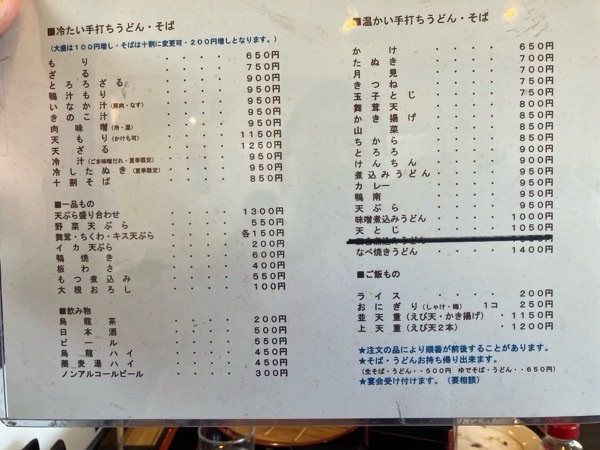 ■冷たい手打ちうどん・そば
(大盛は100円増し・そばは十割に変更可・200円増しとなります。)
もり ・・・・ 650円
ざる ・・・・ 750円
とろろざる ・・・・ 900円
鴨汁もり ・・・・ 950円
いなか汁(豚肉・なす) ・・・・ 950円
きのこ汁 ・・・・ 950円
肉味噌(冷・温) ・・・・ 950円
天もり(かけも可) ・・・・ 1150円
天ざる ・・・・ 1250円
冷汁(ごま味噌だれ・夏季限定) ・・・・ 950円
冷したぬき(夏季限定) ・・・・ 950円
十割そば ・・・・ 850円
■一品もの
天ぷら盛り合わせ ・・・・ 1300円
野菜天ぷら ・・・・ 550円
舞茸・ちくわ・キス天ぷら ・・・・ 各150円
イカ天ぷら ・・・・ 200円
鴨焼き ・・・・ 600円
板わさ ・・・・ 400円
もつ煮込み ・・・・ 550円
大根おろし ・・・・ 100円
■飲み物
烏龍茶 ・・・・ 200円
日本酒 ・・・・ 500円
ビール ・・・・ 550円
烏龍ハイ ・・・・ 450円
蕎麦湯ハイ ・・・・ 450円
ノンアルコールビール ・・・・ 300円
■温かい手打ちうどん・そば
かけ ・・・・ 650円
たぬき ・・・・ 700円
月見 ・・・・ 700円
きつね ・・・・ 750円
玉子とじ ・・・・ 750円
舞茸天 ・・・・ 800円
かき揚げ ・・・・ 850円
山菜 ・・・・ 850円
ちから ・・・・ 800円
とろろ ・・・・ 900円
けんちん ・・・・ 900円
煮込みうどん ・・・・ 950円
カレー ・・・・ 950円
鴨南 ・・・・ 950円
天ぷら ・・・・ 950円
味噌煮込みうどん ・・・・ 1000円
天とじ ・・・・ 1050円
なべ焼きうどん ・・・・ 1400円
■ご飯もの
ライス ・・・・ 200円
おにぎり(しゃけ・梅) 1コ 250円
並天重(えび天・かき揚げ) ・1150円
上天重(えび天2本) ・・1200円
★注文の品により順番が前後することがあります。
★そば・うどんお持ち帰り出来ます。
(生そば・うどん・・500円 ゆでそば・うどん・・650円)
★宴会受け付けます。(要相談)